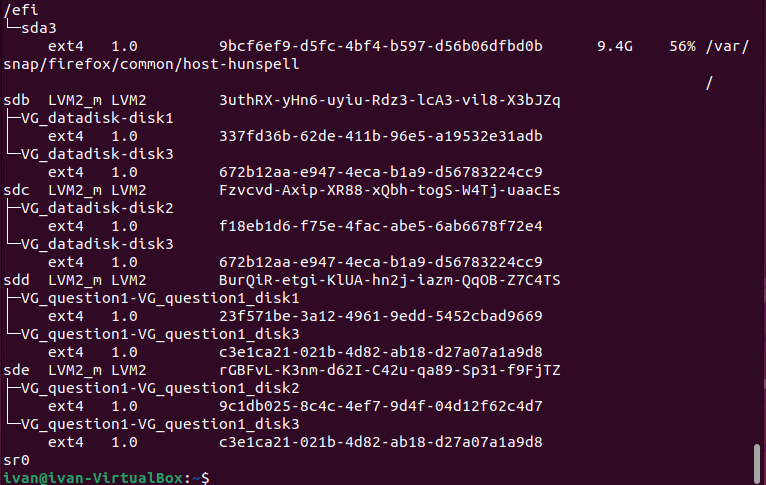 /efi
└─sda3
     ext4   1.0         9bcf6ef9-d5fc-4bf4-b597-d56b06dfbd0b      9.4G    56% /var/
snap/firefox/common/host-hunspell
                                                                              /
sdb  LVM2_m LVM2        3uthRX-yHn6-uyiu-Rdz3-lcA3-vil8-X3bJZq
├─VG_datadisk-disk1
     ext4   1.0         337fd36b-62de-411b-96e5-a19532e31adb
└─VG_datadisk-disk3
     ext4   1.0         672b12aa-e947-4eca-b1a9-d56783224cc9
sdc  LVM2_m LVM2        Fzvcvd-Axip-XR88-xQbh-togS-W4Tj-uaacEs
├─VG_datadisk-disk2
     ext4   1.0         f18eb1d6-f75e-4fac-abe5-6ab6678f72e4
└─VG_datadisk-disk3
     ext4   1.0         672b12aa-e947-4eca-b1a9-d56783224cc9
sdd  LVM2_m LVM2        BurQiR-etgi-KlUA-hn2j-iazm-QqOB-Z7C4TS
├─VG_question1-VG_question1_disk1
     ext4   1.0         23f571be-3a12-4961-9edd-5452cbad9669
└─VG_question1-VG_question1_disk3
     ext4   1.0         c3e1ca21-021b-4d82-ab18-d27a07a1a9d8
sde  LVM2_m LVM2        rGBFvL-K3nm-d62I-C42u-qa89-Sp31-f9FjTZ
├─VG_question1-VG_question1_disk2
     ext4   1.0         9c1db025-8c4c-4ef7-9d4f-04d12f62c4d7
└─VG_question1-VG_question1_disk3
     ext4   1.0         c3e1ca21-021b-4d82-ab18-d27a07a1a9d8
sr0
ivan@ivan-VirtualBox:~$